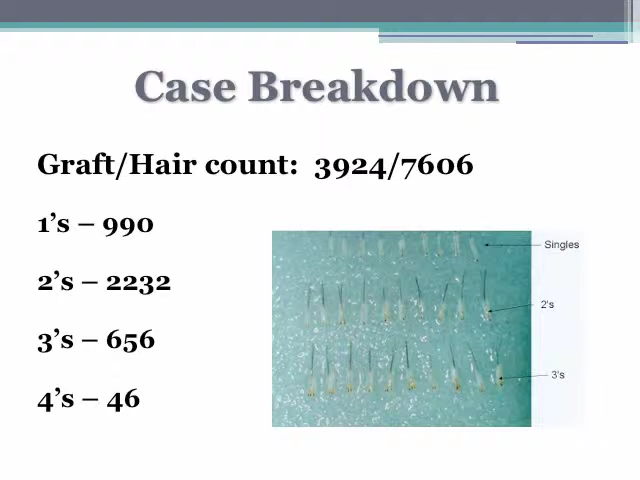 Case Breakdown
Graft/Hair count:  3924/7606
1’s – 990
2’s – 2232
3’s – 656
4’s – 46
Singles
2's
3's